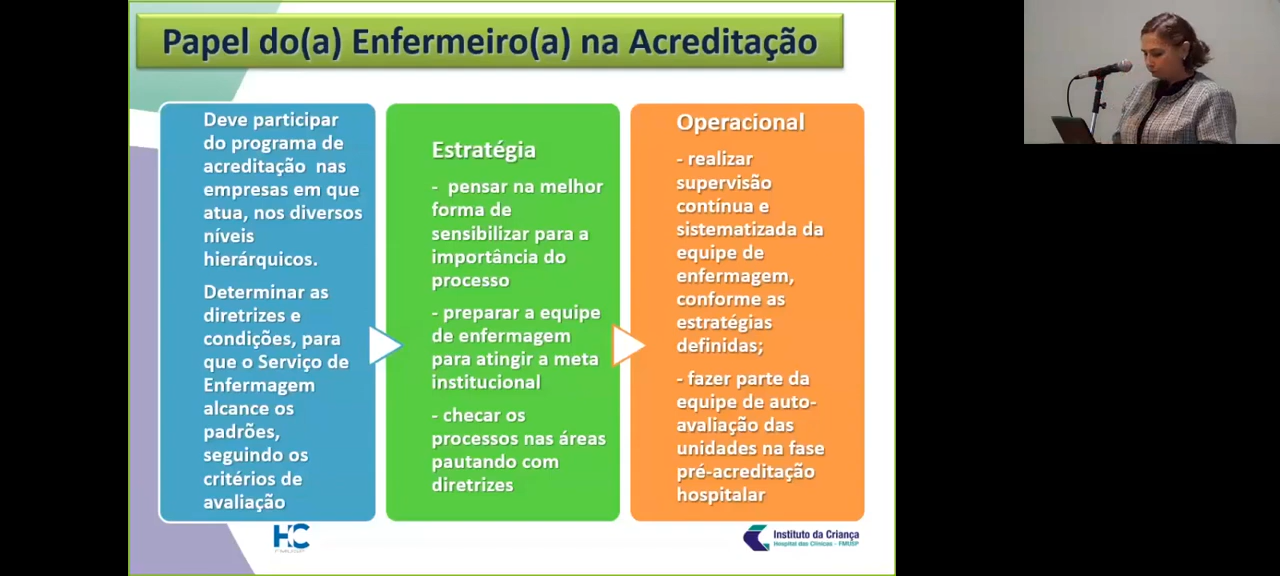 Papel do(a) Enfermeiro(a) na Acreditação
Deve participar
do programa de
acreditação nas
empresas em que
atua, nos diversos
níveis
hierárquicos.
Determinar as
diretrizes e
condições, para
que o Serviço de
Enfermagem
alcance os
padrões,
seguindo os
critérios de
avaliação
Estratégia
- pensar na melhor
forma de
sensibilizar para a
importância do
processo
- preparar a equipe
de enfermagem
para atingir a meta
institucional
- checar os
processos nas áreas
pautando com
diretrizes
Operacional
- realizar
supervisão
contínua e
sistematizada da
equipe de
enfermagem,
conforme as
estratégias
definidas;
- fazer parte da
equipe de auto-
avaliação das
unidades na fase
pré-acreditação
hospitalar
HC
FMUSP
Instituto da Criança
Hospital das Clínicas - FMUSP